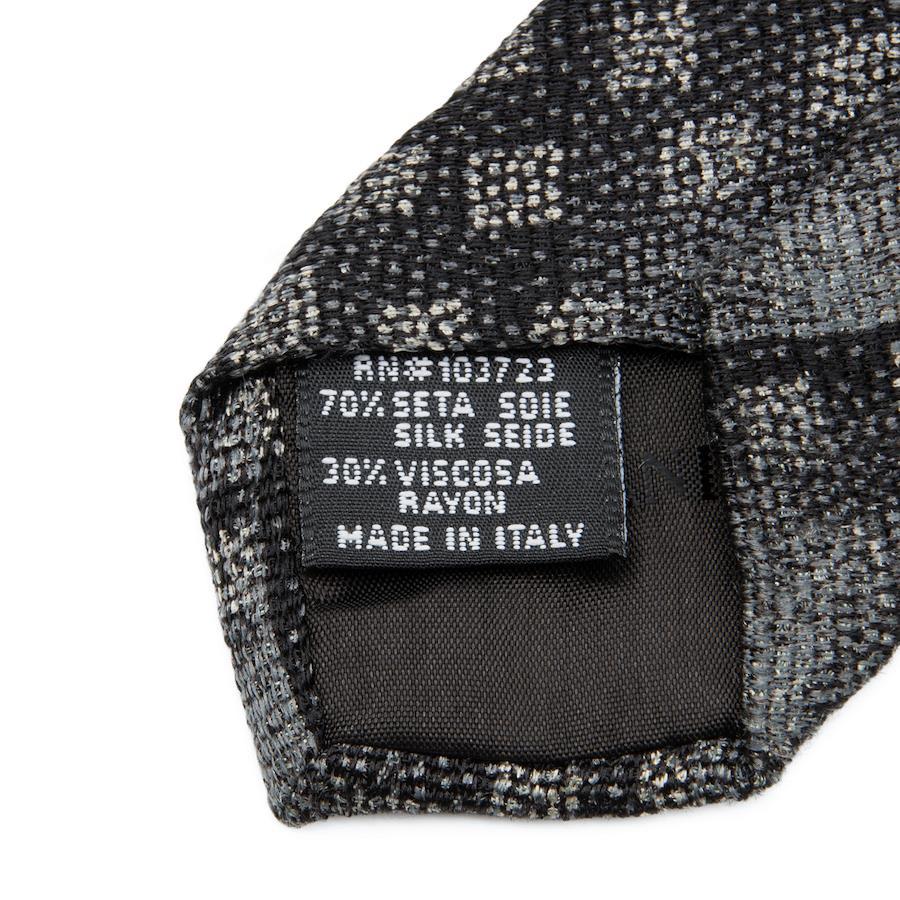 RN#103723
70% SETA SOIE
SILK SEIDE
30% VISCOSA
RAYON
MADE IN ITALY